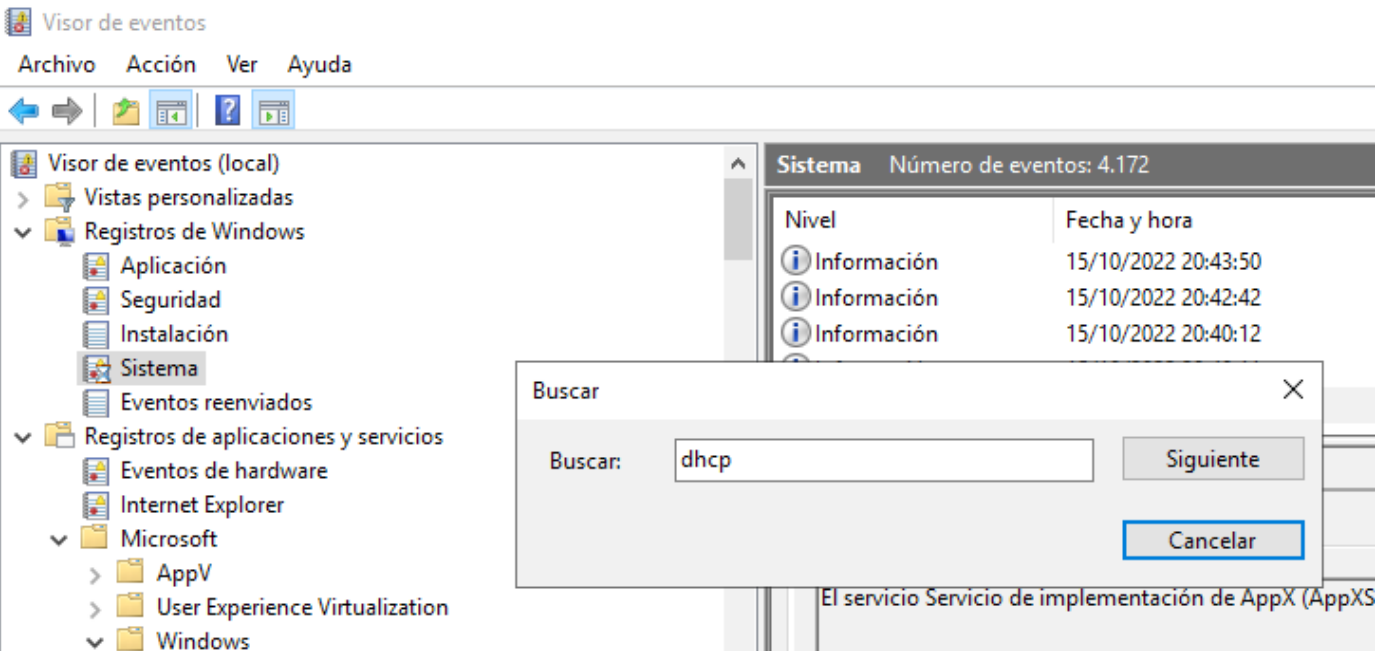 Visor de eventos
Archivo Acción Ver Ayuda
Visor de eventos (local)
Vistas personalizadas
Registros de Windows
Aplicación
Seguridad
Instalación
Sistema
Eventos reenviados
Registros de aplicaciones y servicios
Eventos de hardware
Internet Explorer
Microsoft
AppV
User Experience Virtualization
Windows
Sistema Número de eventos: 4.172
Nivel Fecha y hora
Información 15/10/2022 20:43:50
Información 15/10/2022 20:42:42
Información 15/10/2022 20:40:12
Buscar
Buscar: dhcp Siguiente
Cancelar
El servicio Servicio de implementación de AppX (AppXS